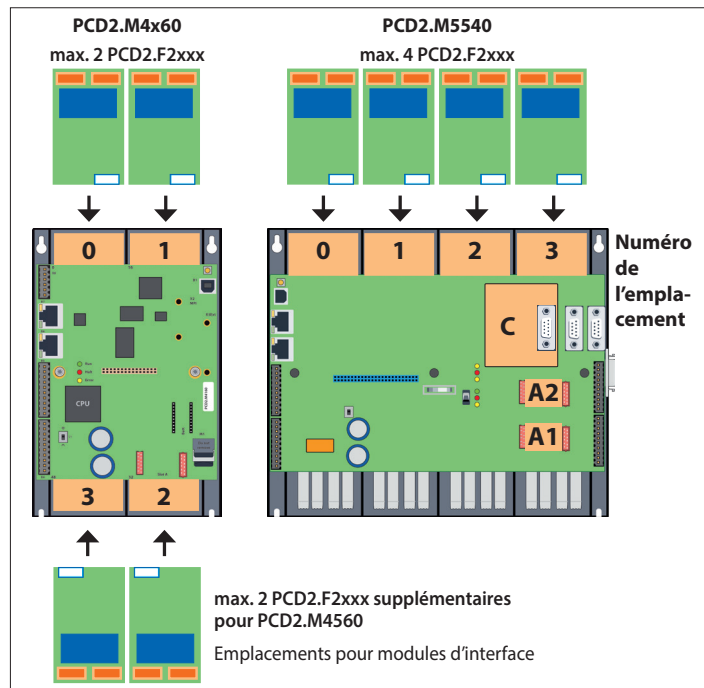 PCD2.M4x60
max. 2 PCD2.F2xxx
PCD2.M5540
max. 4 PCD2.F2xxx
0
1
0
1
2
3
Numéro
de
l'empla-
cement
C
CPU
A2
A1
3
2
max. 2 PCD2.F2xxx supplémentaires
pour PCD2.M4560
Emplacements pour modules d'interface